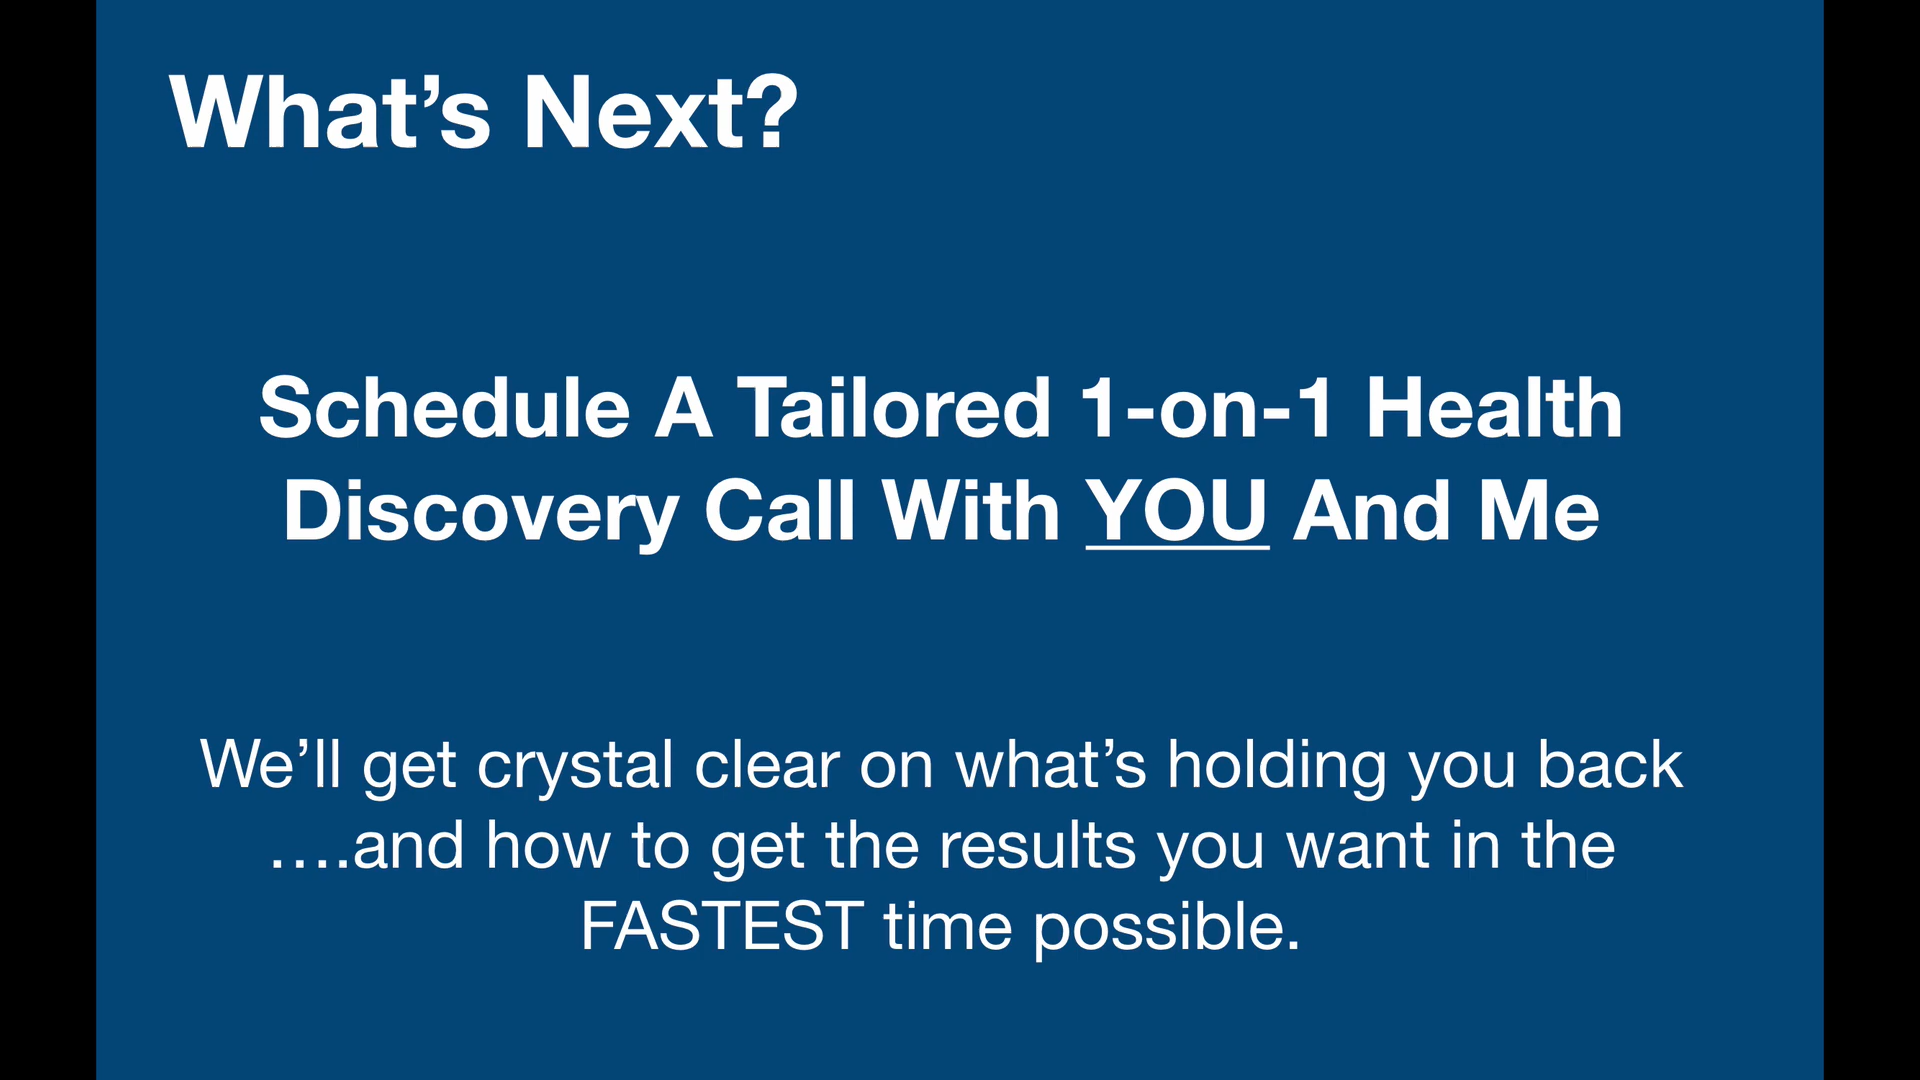 What’s Next?
Schedule A Tailored 1-on-1 Health
Discovery Call With YOU And Me
We’ll get crystal clear on what’s holding you back
….and how to get the results you want in the
FASTEST time possible.